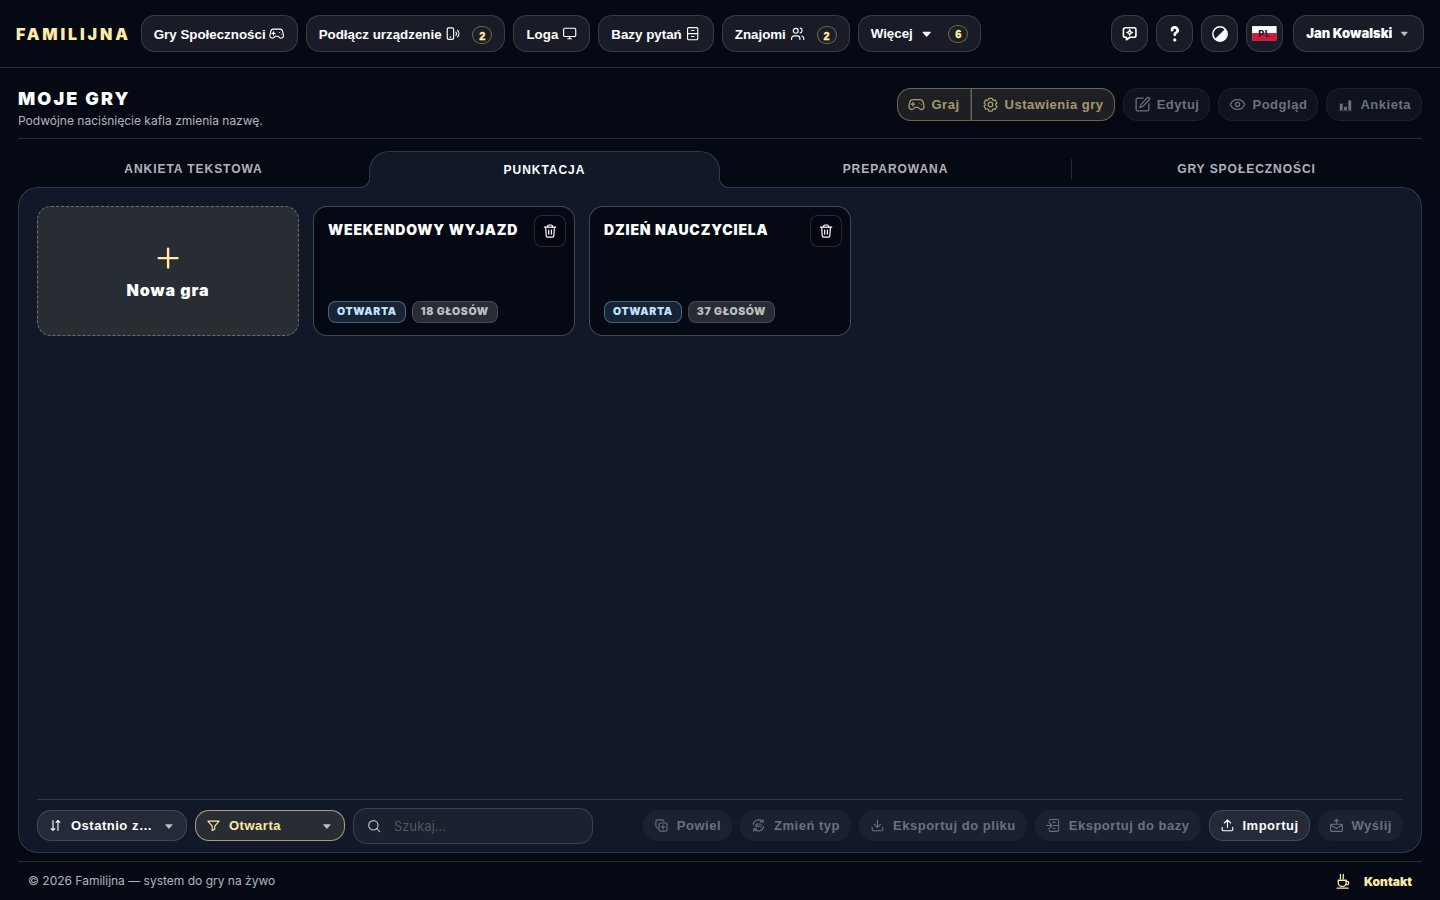 FAMILIJNA
Gry Społeczności
Podłącz urządzenie 2
Loga
Bazy pytań
Znajomi 2
Więcej 6
PL
Jan Kowalski
MOJE GRY
Podwójne naciśnięcie kafla zmienia nazwę.
Graj
Ustawienia gry
Edytuj
Podgląd
Ankieta
ANKIETA TEKSTOWA
PUNKTACJA
PREPAROWANA
GRY SPOŁECZNOŚCI
Nowa gra
WEEKENDOWY WYJAZD
OTWARTA
18 GŁOSÓW
DZIEŃ NAUCZYCIELA
OTWARTA
37 GŁOSÓW
Ostatnio z...
Otwarta
Szukaj...
Powiel
Zmień typ
Eksportuj do pliku
Eksportuj do bazy
Importuj
Wyślij
© 2026 Familijna — system do gry na żywo
Kontakt